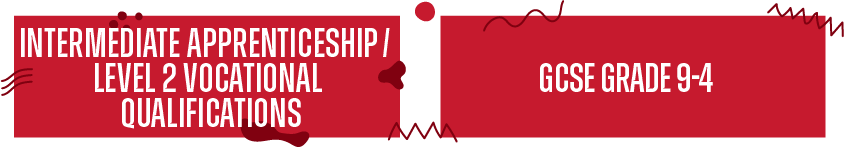 INTERMEDIATE APPRENTICESHIP /
LEVEL 2 VOCATIONAL
QUALIFICATIONS
GCSE GRADE 9-4